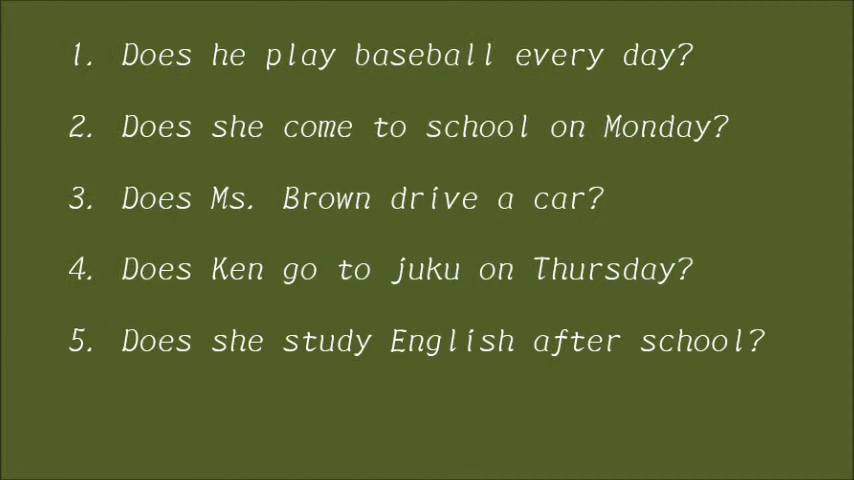 1. Does he play baseball every day?
2. Does she come to school on Monday?
3. Does Ms. Brown drive a car?
4. Does Ken go to juku on Thursday?
5. Does she study English after school?